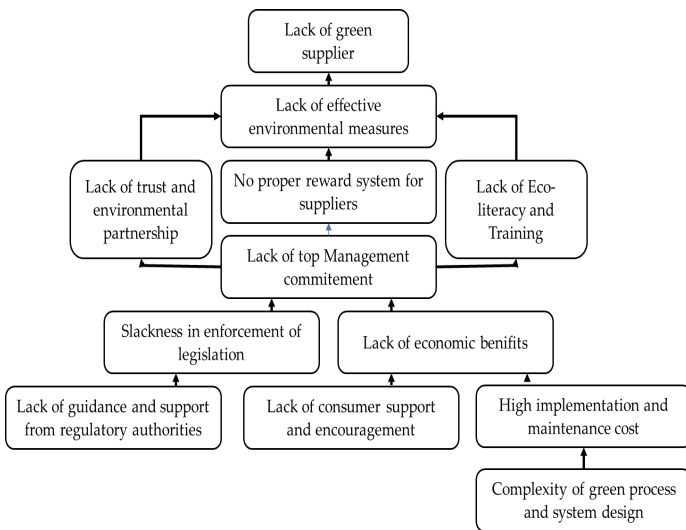 Lack of green
supplier
Lack of effective
environmental measures
Lack of trust and
environmental
partnership
No proper reward system for
suppliers
Lack of Eco-
literacy and
Training
Lack of top Management
commitement
Slackness in enforcement of
legislation
Lack of economic benifits
Lack of guidance and support
from regulatory authorities
Lack of consumer support
and encouragement
High implementation and
maintenance cost
Complexity of green process
and system design